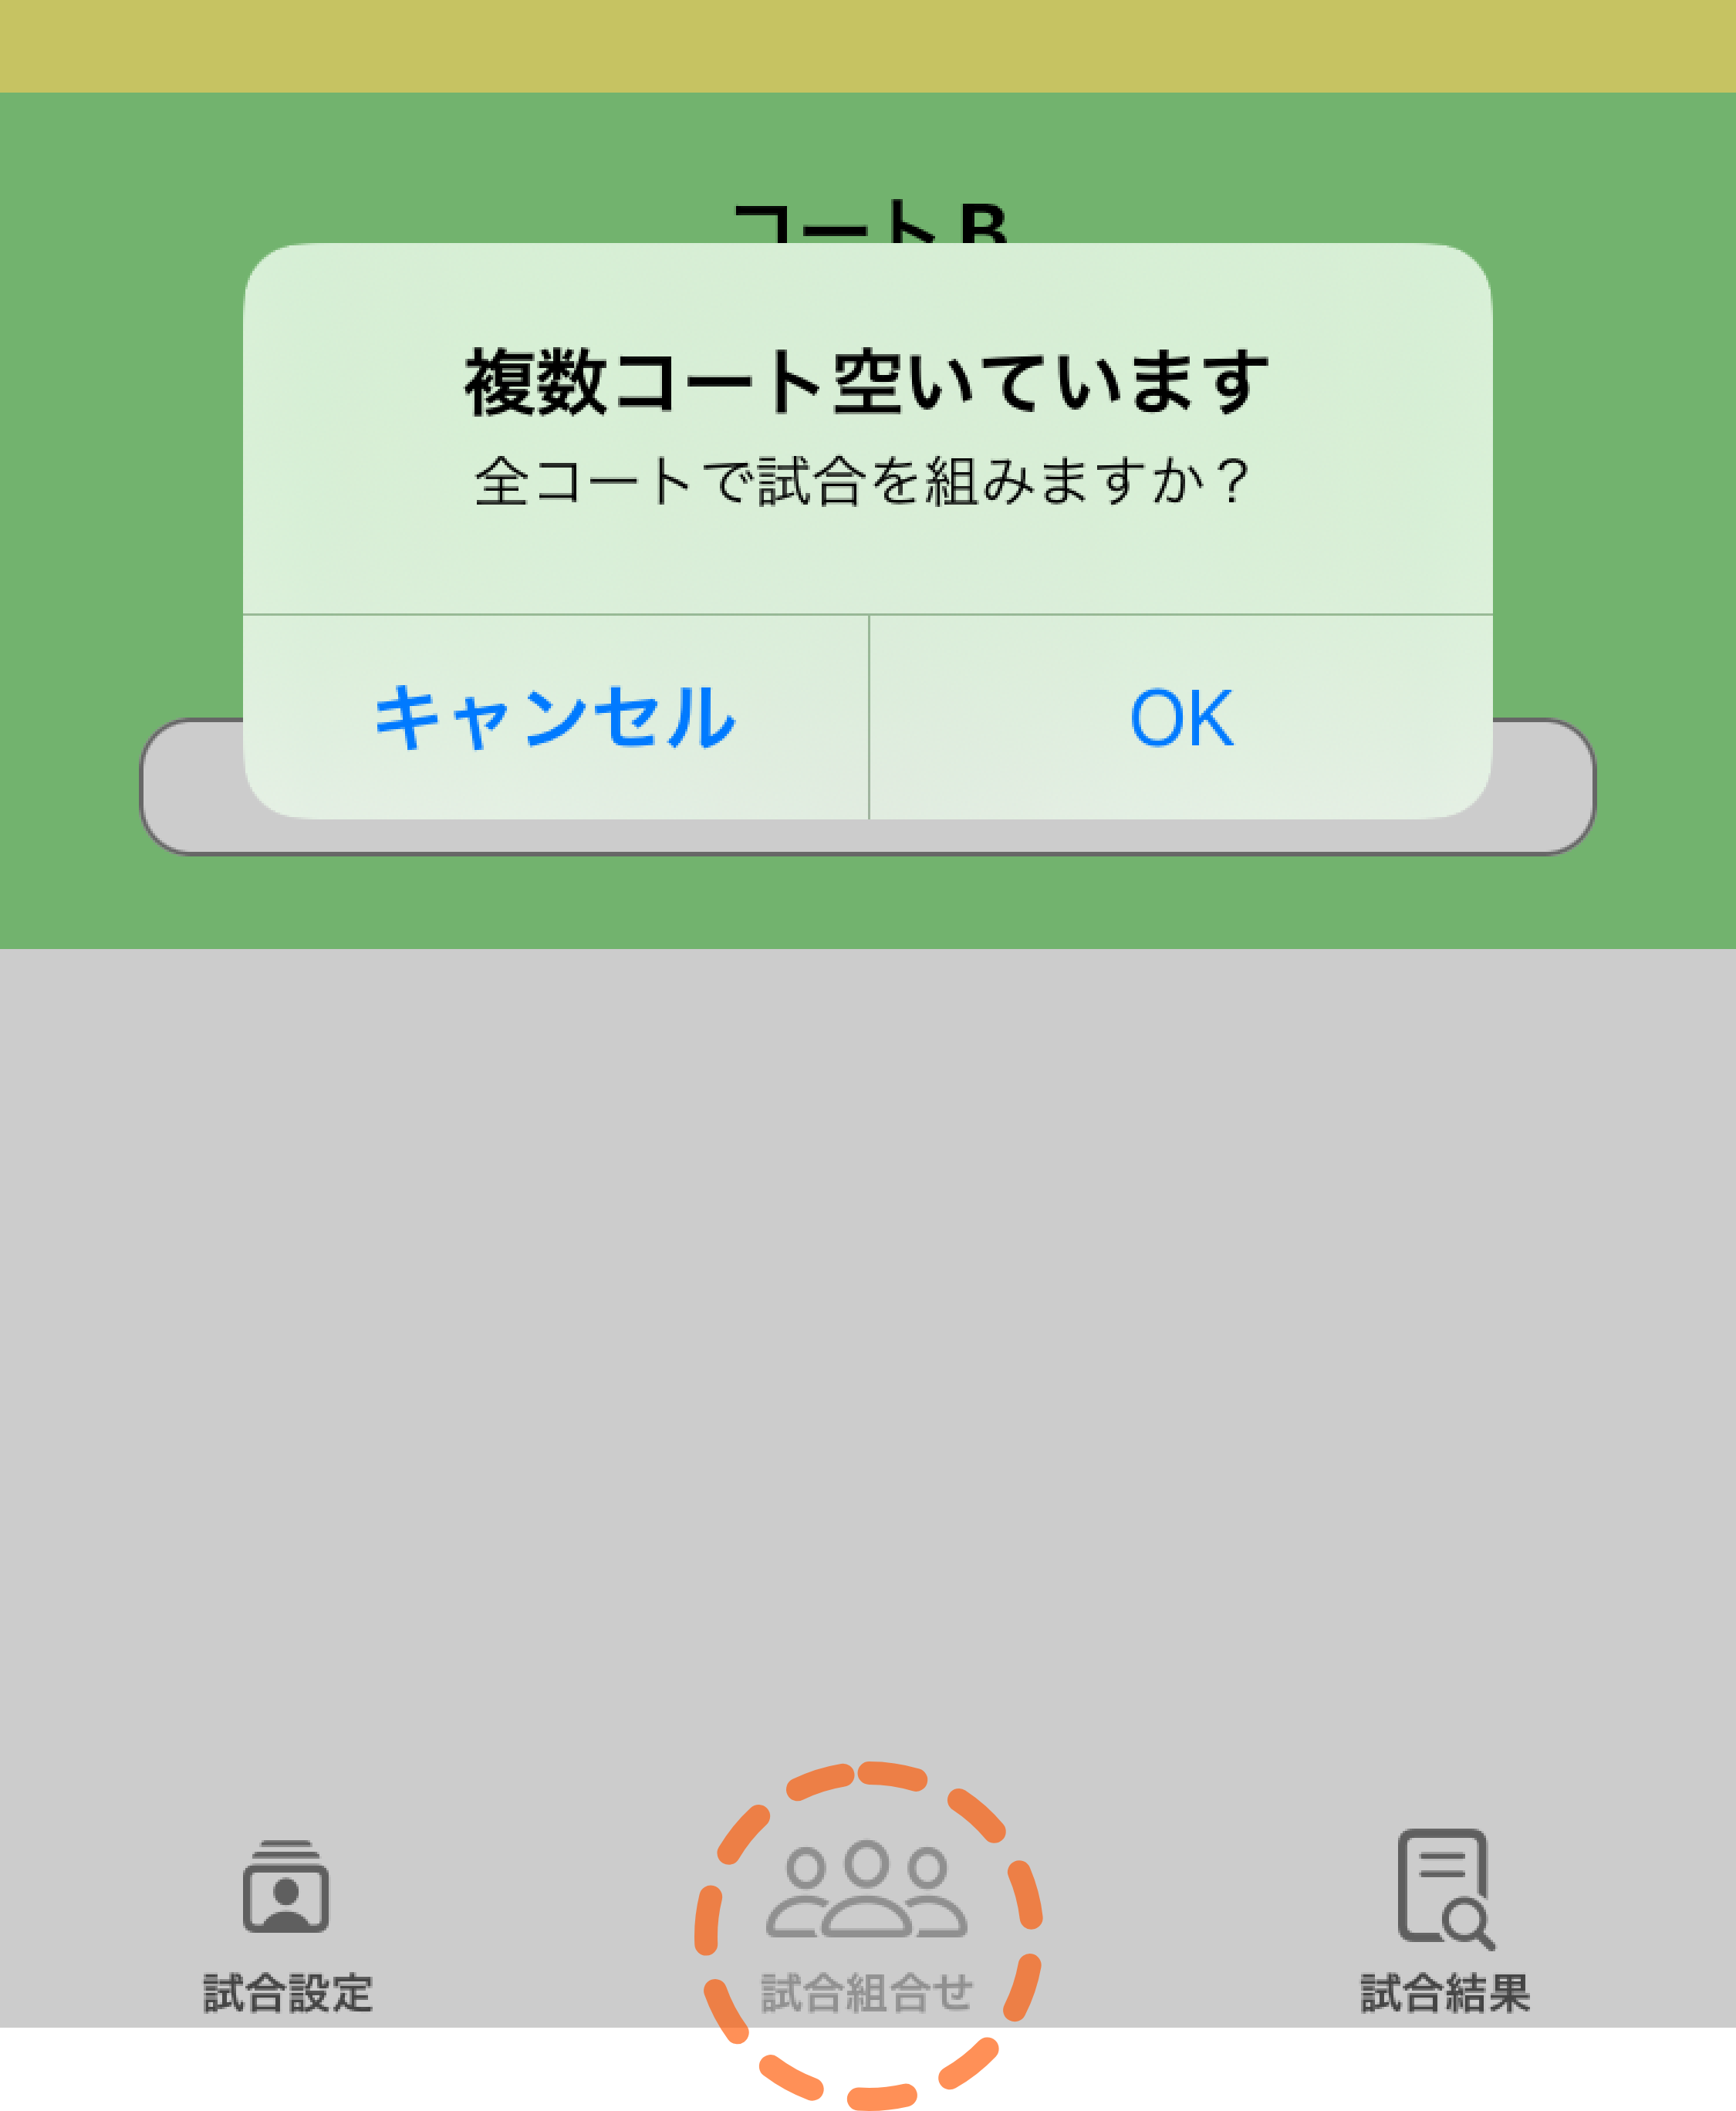 コートB
複数コート空いています
全コートで試合を組みますか？
キャンセル
OK
試合設定
試合組合せ
試合結果